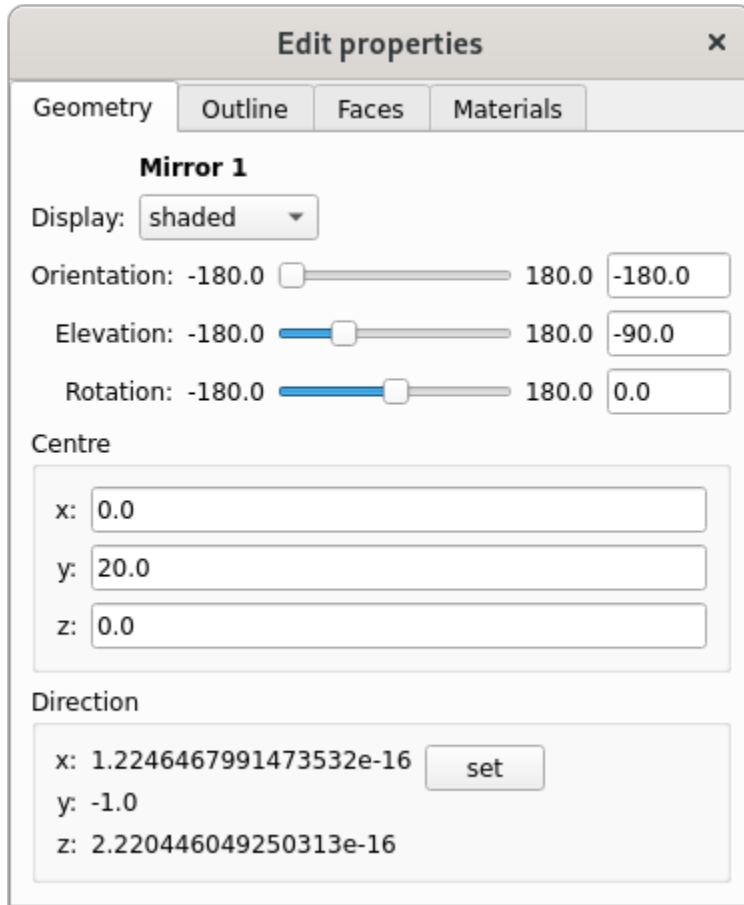 Edit properties ×
Geometry Outline Faces Materials
Mirror 1
Display: shaded
Orientation: -180.0 180.0 -180.0
Elevation: -180.0 180.0 -90.0
Rotation: -180.0 180.0 0.0
Centre
x: 0.0
y: 20.0
z: 0.0
Direction
x: 1.2246467991473532e-16 set
y: -1.0
z: 2.220446049250313e-16